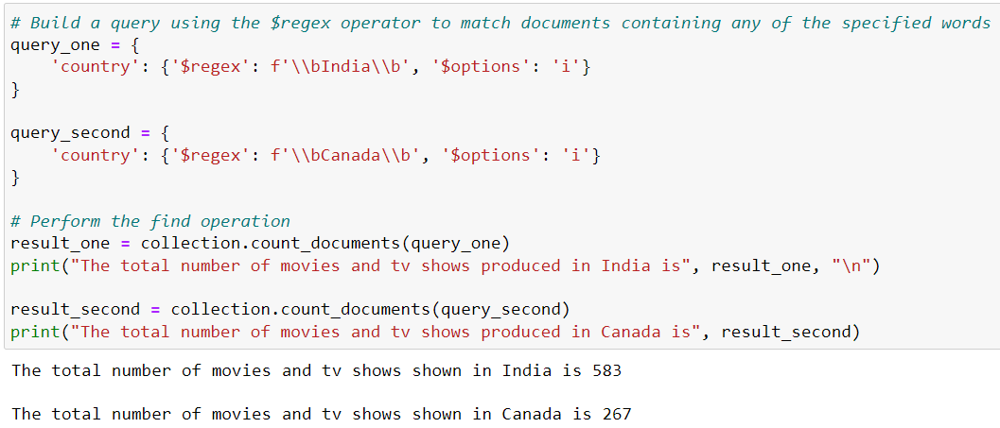 # Build a query using the $regex operator to match documents containing any of the specified words
query_one = {
    'country': {'$regex': f'\\bIndia\\b', '$options': 'i'}
}

query_second = {
    'country': {'$regex': f'\\bCanada\\b', '$options': 'i'}
}

# Perform the find operation
result_one = collection.count_documents(query_one)
print("The total number of movies and tv shows produced in India is", result_one, "\n")

result_second = collection.count_documents(query_second)
print("The total number of movies and tv shows produced in Canada is", result_second)
The total number of movies and tv shows shown in India is 583

The total number of movies and tv shows shown in Canada is 267